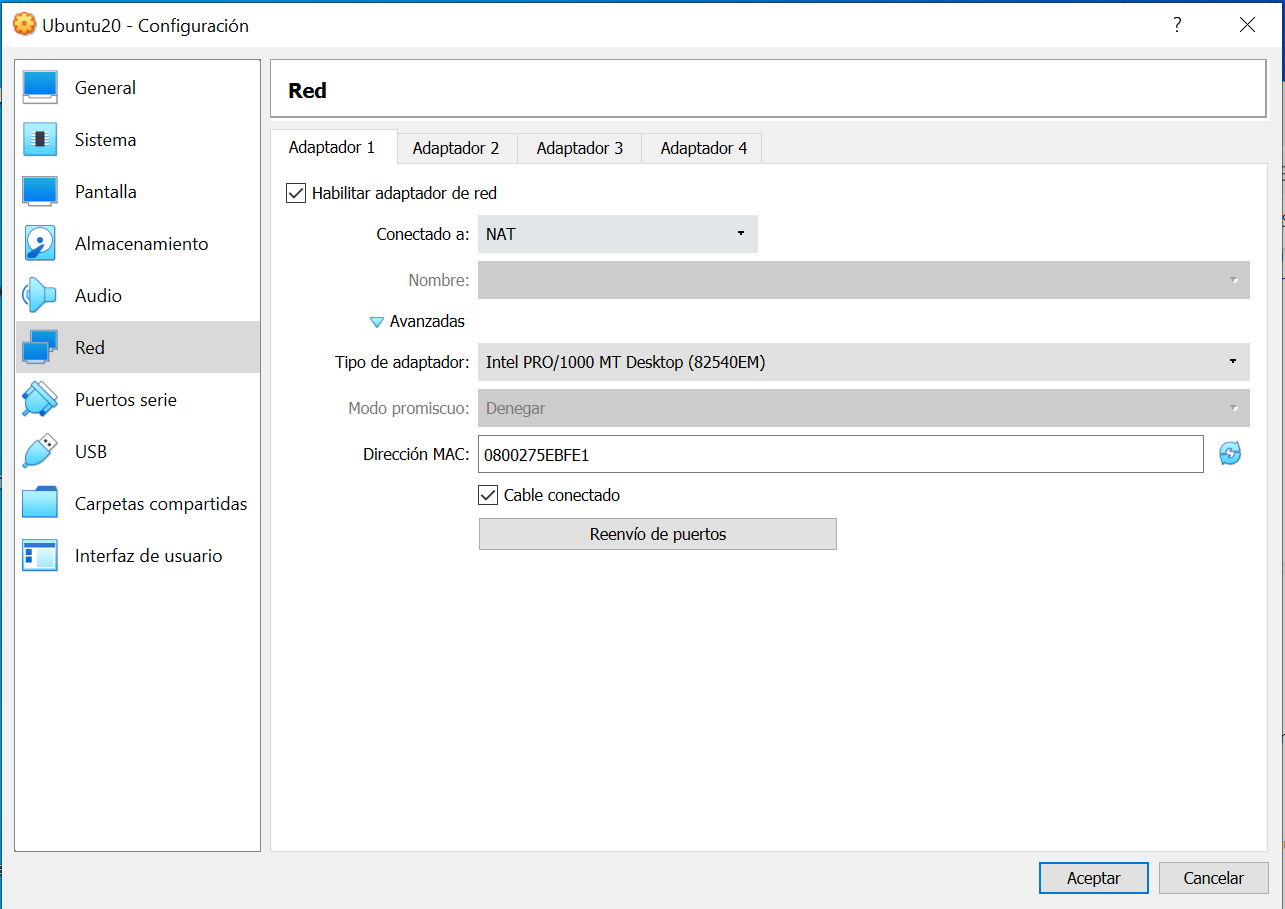 Ubuntu20 - Configuración
?
General
Sistema
Pantalla
Almacenamiento
Audio
Red
Puertos serie
USB
Carpetas compartidas
Interfaz de usuario
Red
Adaptador 1 Adaptador 2 Adaptador 3 Adaptador 4
Habilitar adaptador de red
Conectado a: NAT
Nombre:
Avanzadas
Tipo de adaptador: Intel PRO/1000 MT Desktop (82540EM)
Modo promiscuo: Denegar
Dirección MAC: 0800275EBFE1
Cable conectado
Reenvío de puertos
Aceptar Cancelar